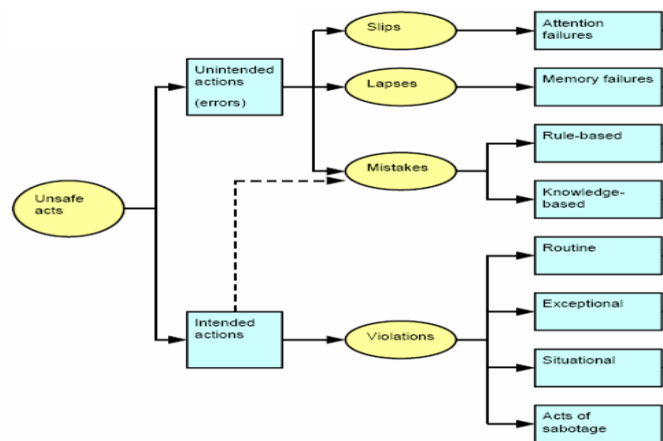 Slips
Attention
failures
Unintended
actions
(errors)
Lapses
Memory failures
Rule-based
Mistakes
Knowledge-
based
Unsafe
acts
Routine
Exceptional
Intended
actions
Violations
Situational
Acts of
sabotage